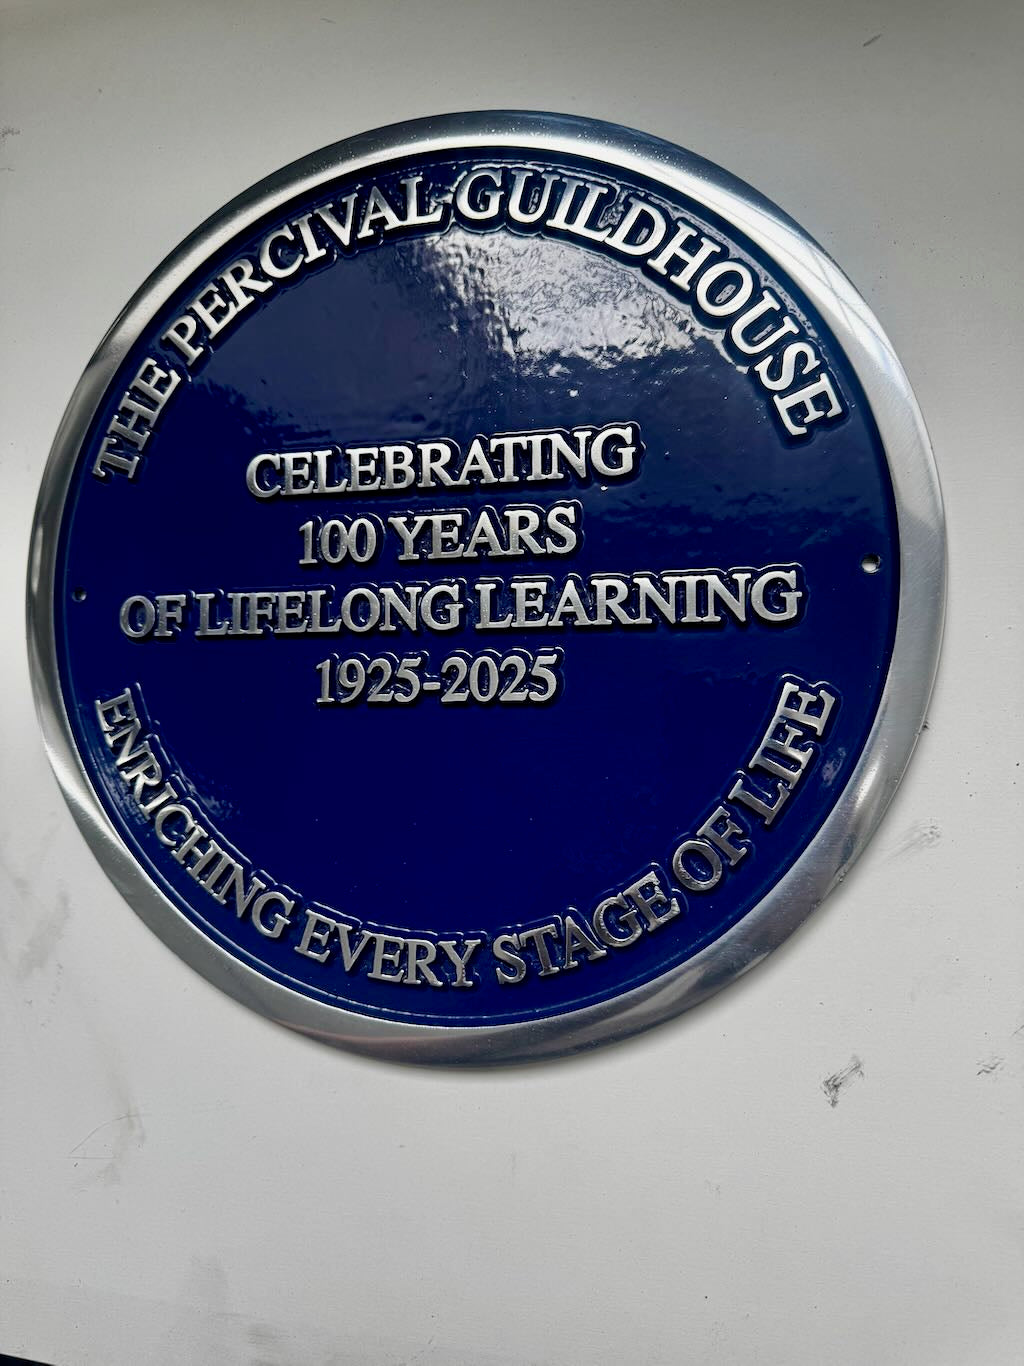 THE PERCIVAL GUILDHOUSE
CELEBRATING
100 YEARS
OF LIFELONG LEARNING
1925-2025
ENRICHING EVERY STAGE OF LIFE